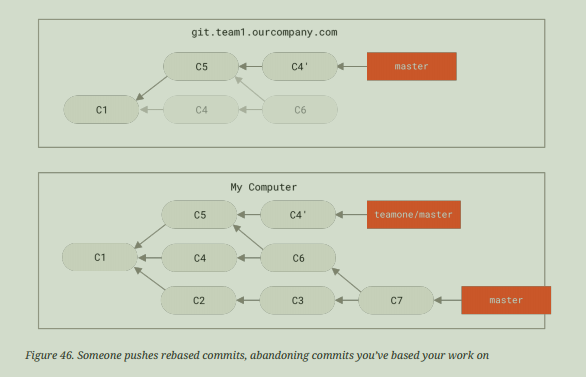 git.team1.ourcompany.com
C5 C4' master
C1 C4 C6
My Computer
C5 C4' teamone/master
C1 C4 C6
C2 C3 C7 master
Figure 46. Someone pushes rebased commits, abandoning commits you’ve based your work on